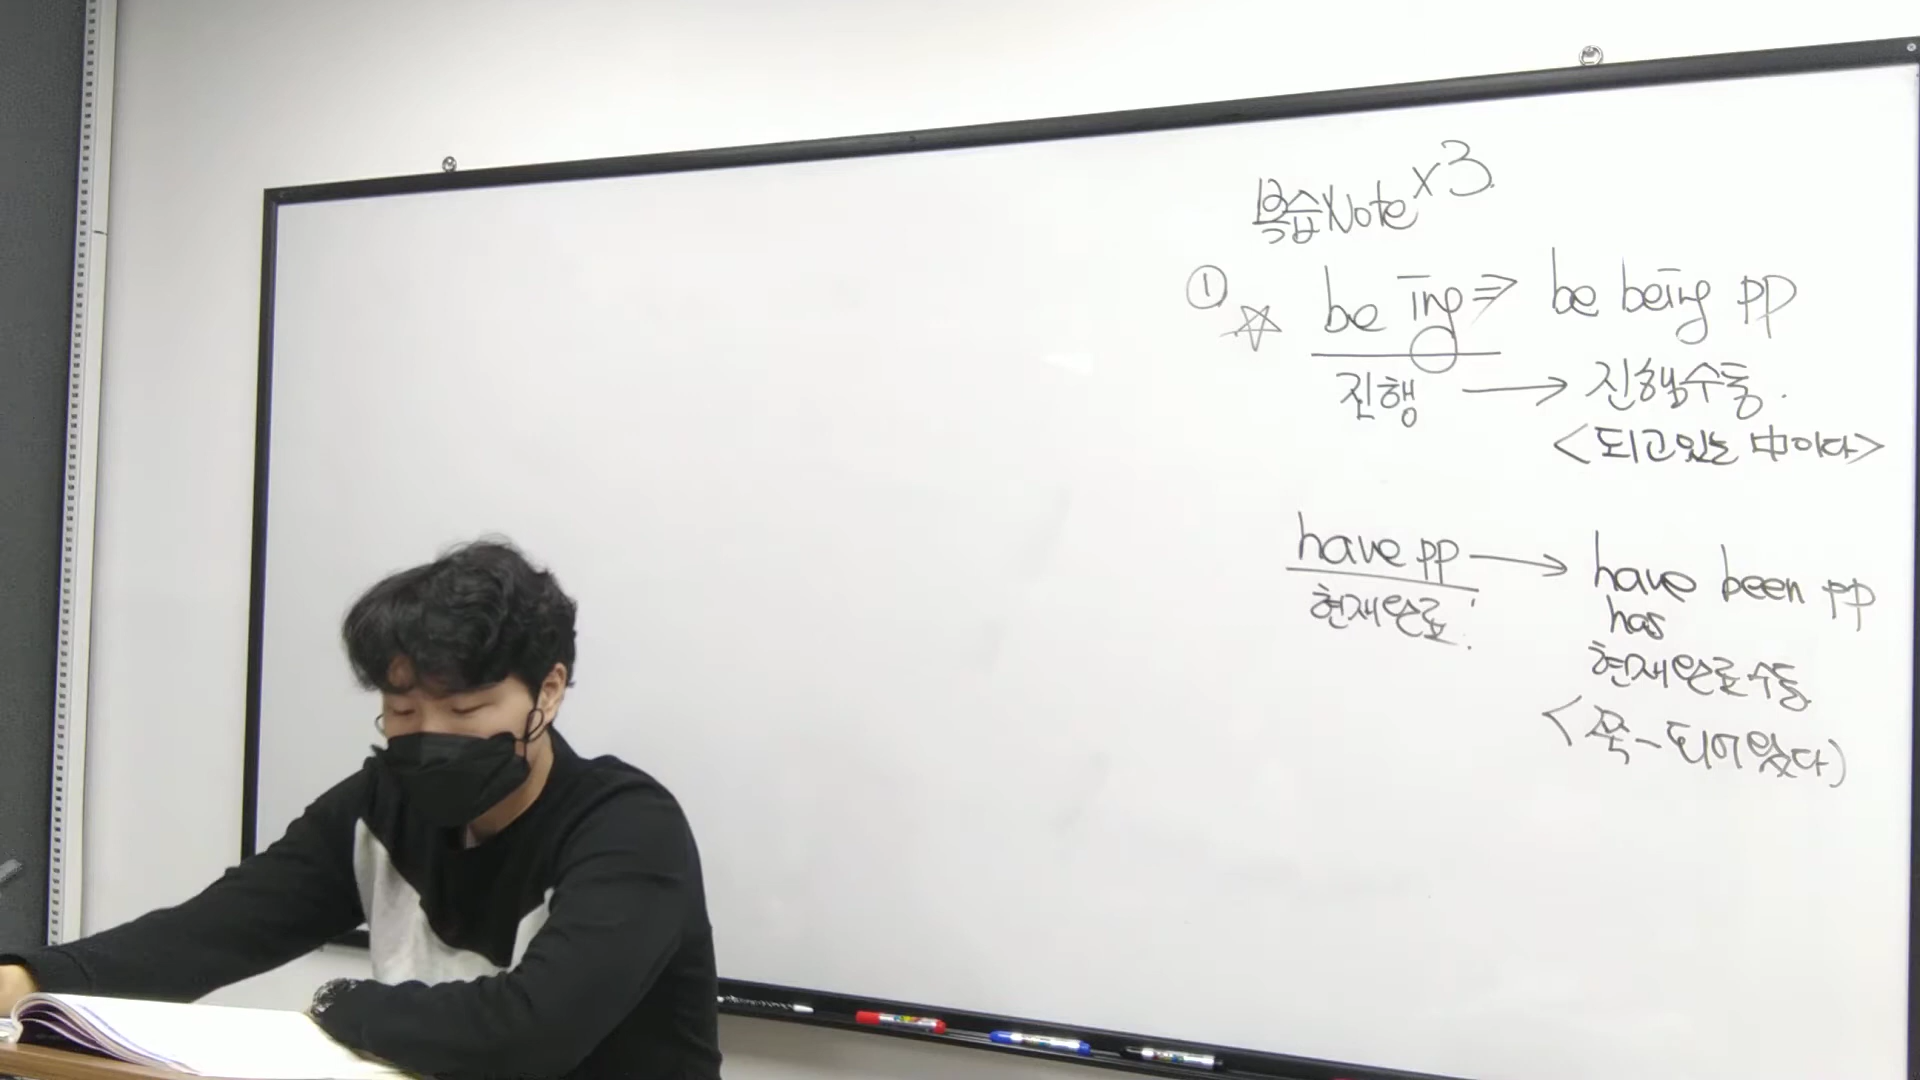 복습Note x3
① ☆ be ing ⇒ be being pp
진행 → 진행수동.
<되고있는 中이다>
have pp → have been pp
has
현재완료. 현재완료수동
<쭉-되어왔다)